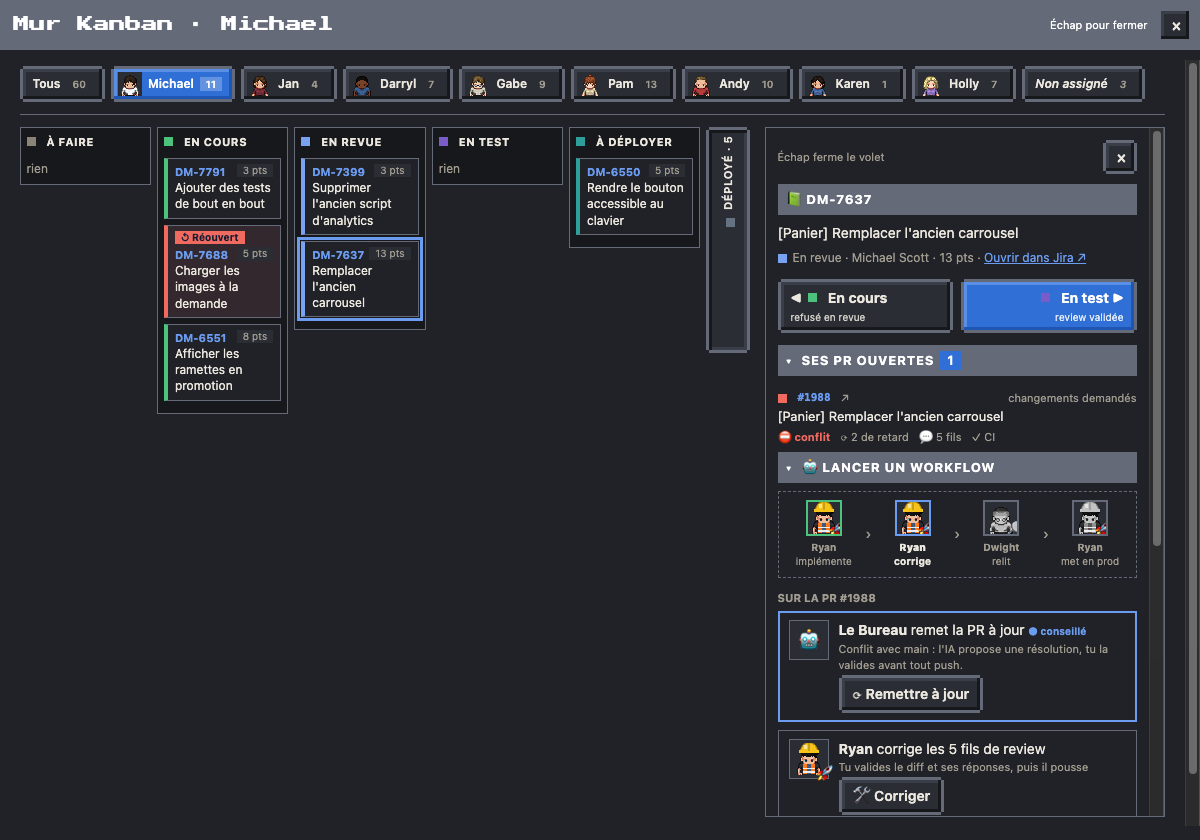 Mur Kanban · Michael
Échap pour fermer
×
Tous 60
Michael 11
Jan 4
Darryl 7
Gabe 9
Pam 13
Andy 10
Karen 1
Holly 7
Non assigné 3
À FAIRE
rien
EN COURS
DM-7791 3 pts
Ajouter des tests
de bout en bout
Réouvert
DM-7688 5 pts
Charger les
images à la
demande
DM-6551 8 pts
Afficher les
ramettes en
promotion
EN REVUE
DM-7399 3 pts
Supprimer
l'ancien script
d'analytics
DM-7637 13 pts
Remplacer
l'ancien
carrousel
EN TEST
rien
À DÉPLOYER
DM-6550 5 pts
Rendre le bouton
accessible au
clavier
DÉPLOYÉ · 5
Échap ferme le volet
×
DM-7637
[Panier] Remplacer l'ancien carrousel
En revue · Michael Scott · 13 pts · Ouvrir dans Jira ↗
◀ En cours
refusé en revue
En test ▶
review validée
▾ SES PR OUVERTES 1
#1988 ↗ changements demandés
[Panier] Remplacer l'ancien carrousel
conflit ⟳ 2 de retard 5 fils ✓ CI
▾ LANCER UN WORKFLOW
Ryan
implémente
›
Ryan
corrige
›
Dwight
relit
›
Ryan
met en prod
SUR LA PR #1988
Le Bureau remet la PR à jour conseillé
Conflit avec main : l'IA propose une résolution, tu la
valides avant tout push.
⟳ Remettre à jour
Ryan corrige les 5 fils de review
Tu valides le diff et ses réponses, puis il pousse
Corriger